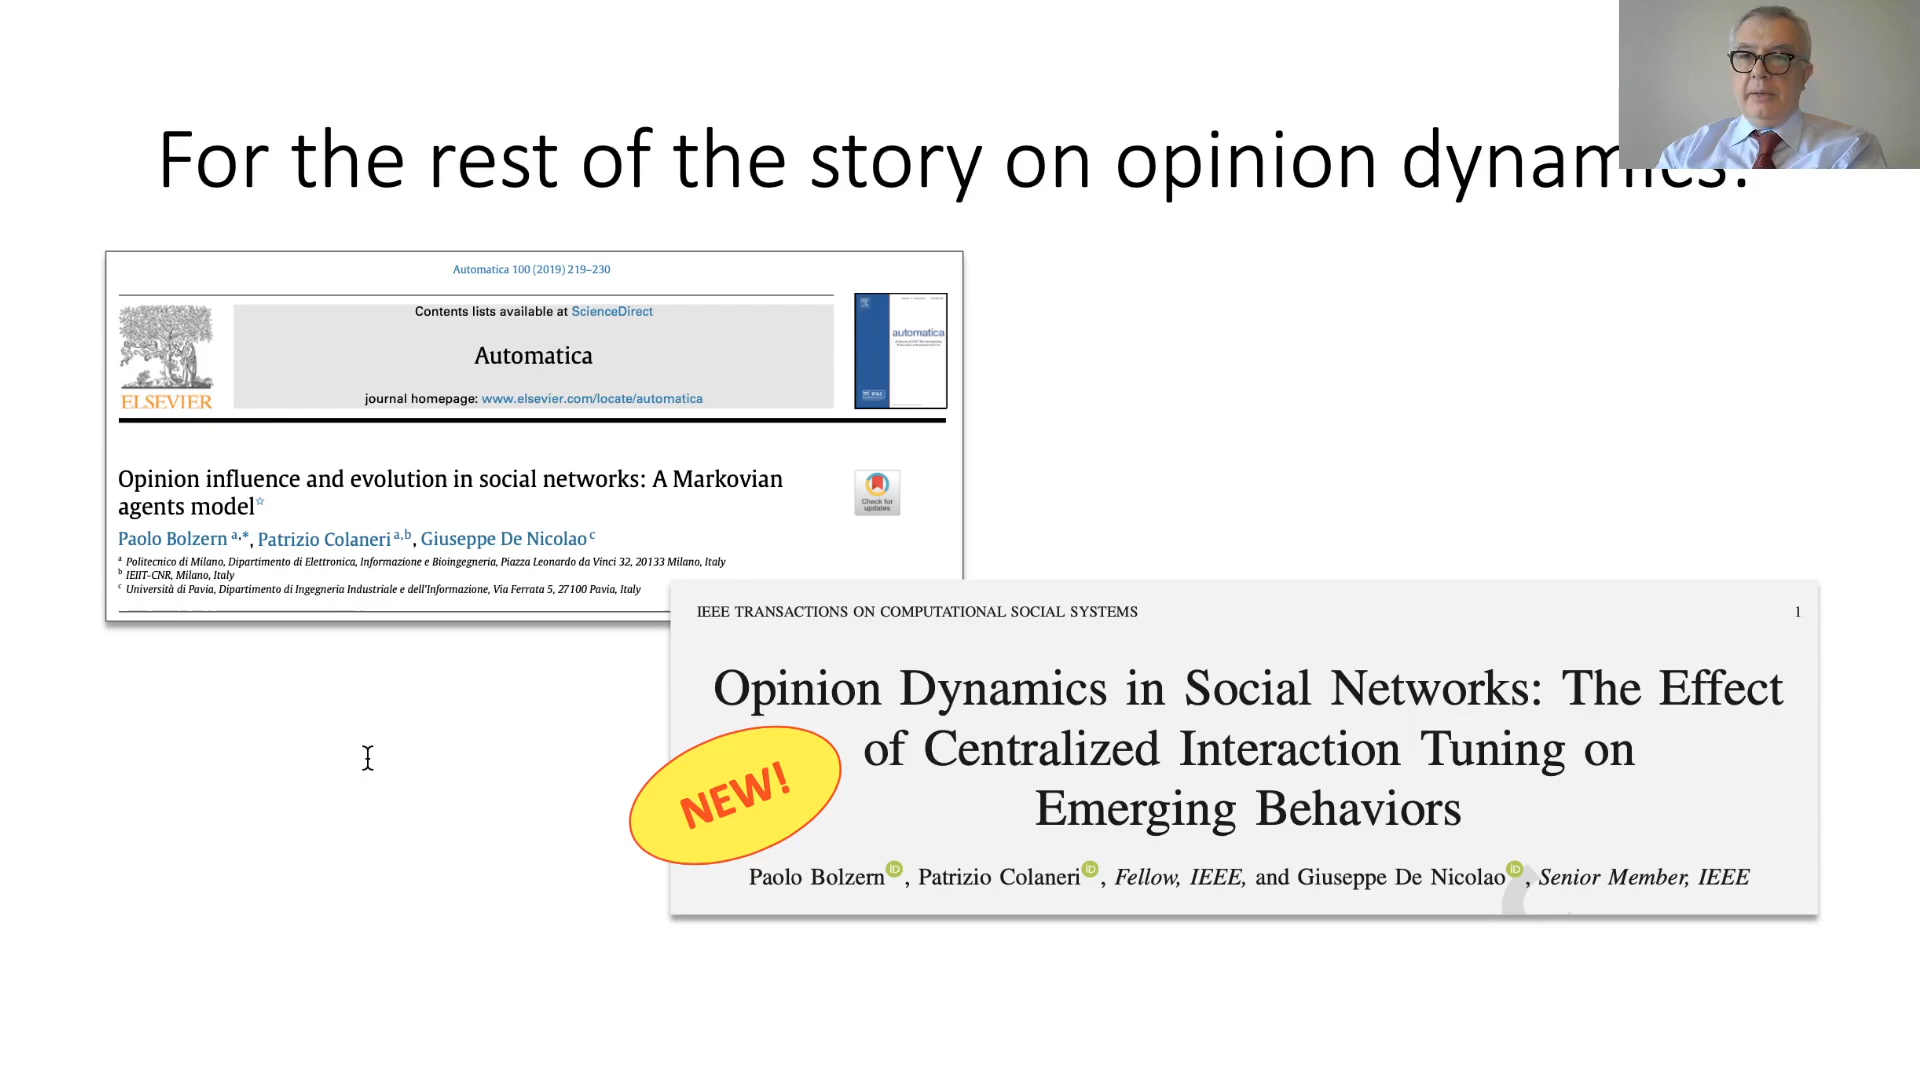 For the rest of the story on opinion dynamics:
Automatica 100 (2019) 219–230
Contents lists available at ScienceDirect
Automatica
journal homepage: www.elsevier.com/locate/automatica
ELSEVIER
automatica
Opinion influence and evolution in social networks: A Markovian
agents model☆
Check for
updates
Paolo Bolzern a,*, Patrizio Colaneri a,b, Giuseppe De Nicolao c
a Politecnico di Milano, Dipartimento di Elettronica, Informazione e Bioingegneria, Piazza Leonardo da Vinci 32, 20133 Milano, Italy
b IEIIT-CNR, Milano, Italy
c Università di Pavia, Dipartimento di Ingegneria Industriale e dell'Informazione, Via Ferrata 5, 27100 Pavia, Italy
IEEE TRANSACTIONS ON COMPUTATIONAL SOCIAL SYSTEMS
1
Opinion Dynamics in Social Networks: The Effect
of Centralized Interaction Tuning on
Emerging Behaviors
NEW!
Paolo Bolzern iD, Patrizio Colaneri iD, Fellow, IEEE, and Giuseppe De Nicolao iD, Senior Member, IEEE